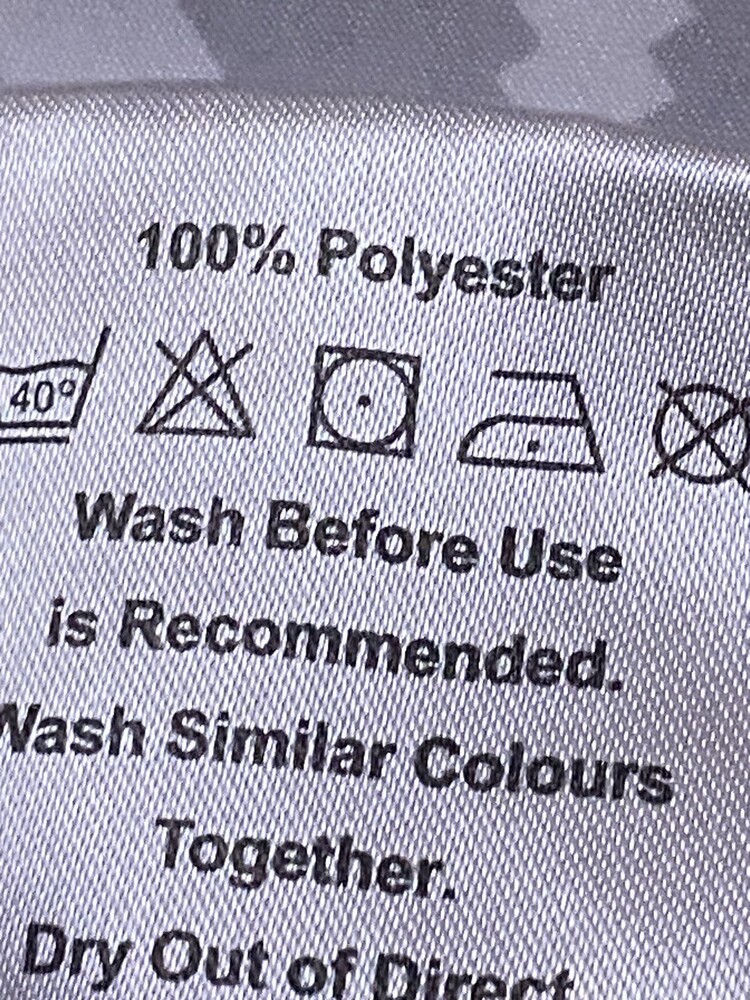 100% Polyester
40°
Wash Before Use
is Recommended.
Wash Similar Colours
Together.
Dry Out of Direct